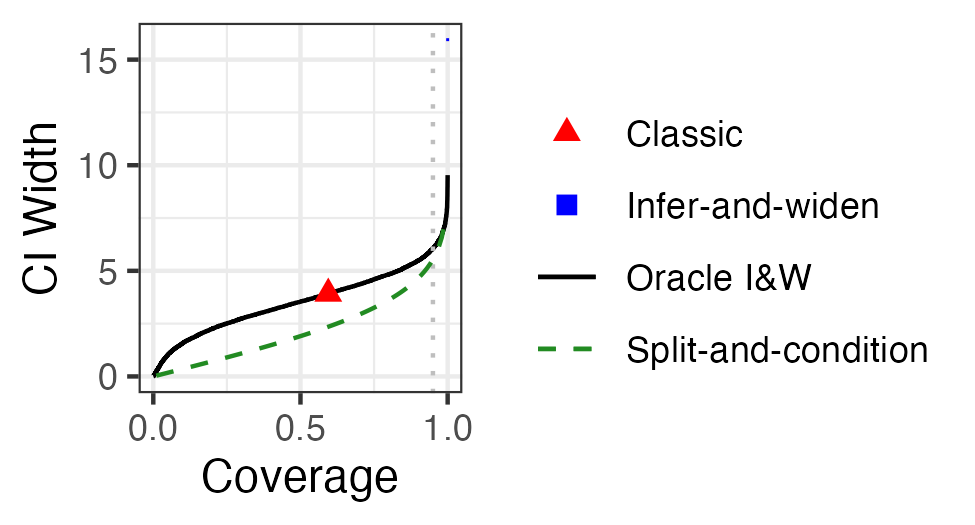 CI Width
15
10
5
0
0.0 0.5 1.0
Coverage
Classic
Infer-and-widen
Oracle I&W
Split-and-condition